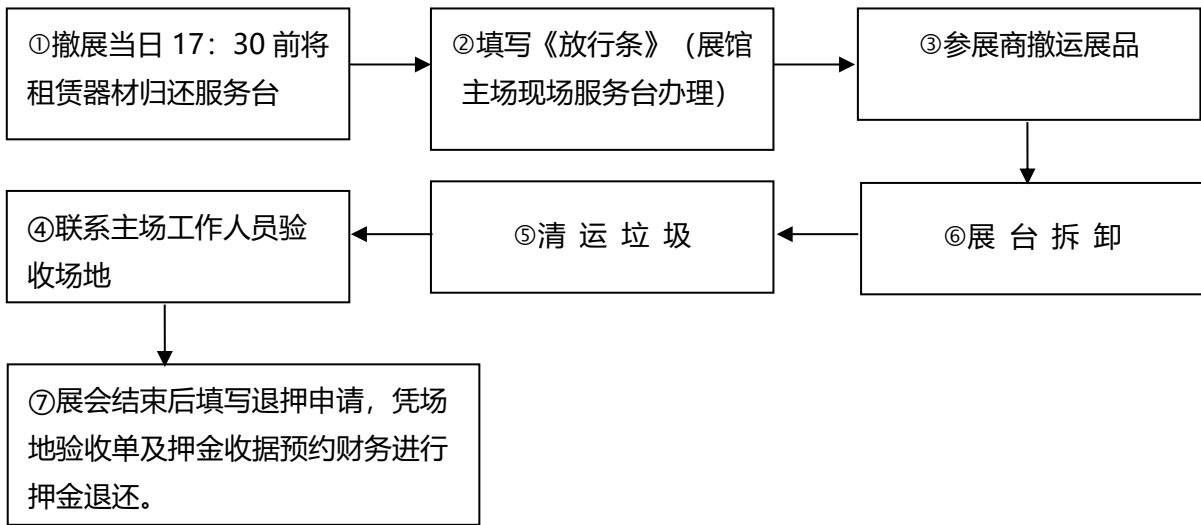 ①撤展当日 17：30 前将
租赁器材归还服务台
②填写《放行条》（展馆
主场现场服务台办理）
③参展商撤运展品
④联系主场工作人员验
收场地
⑤清 运 垃 圾
⑥展 台 拆 卸
⑦展会结束后填写退押申请，凭场
地验收单及押金收据预约财务进行
押金退还。